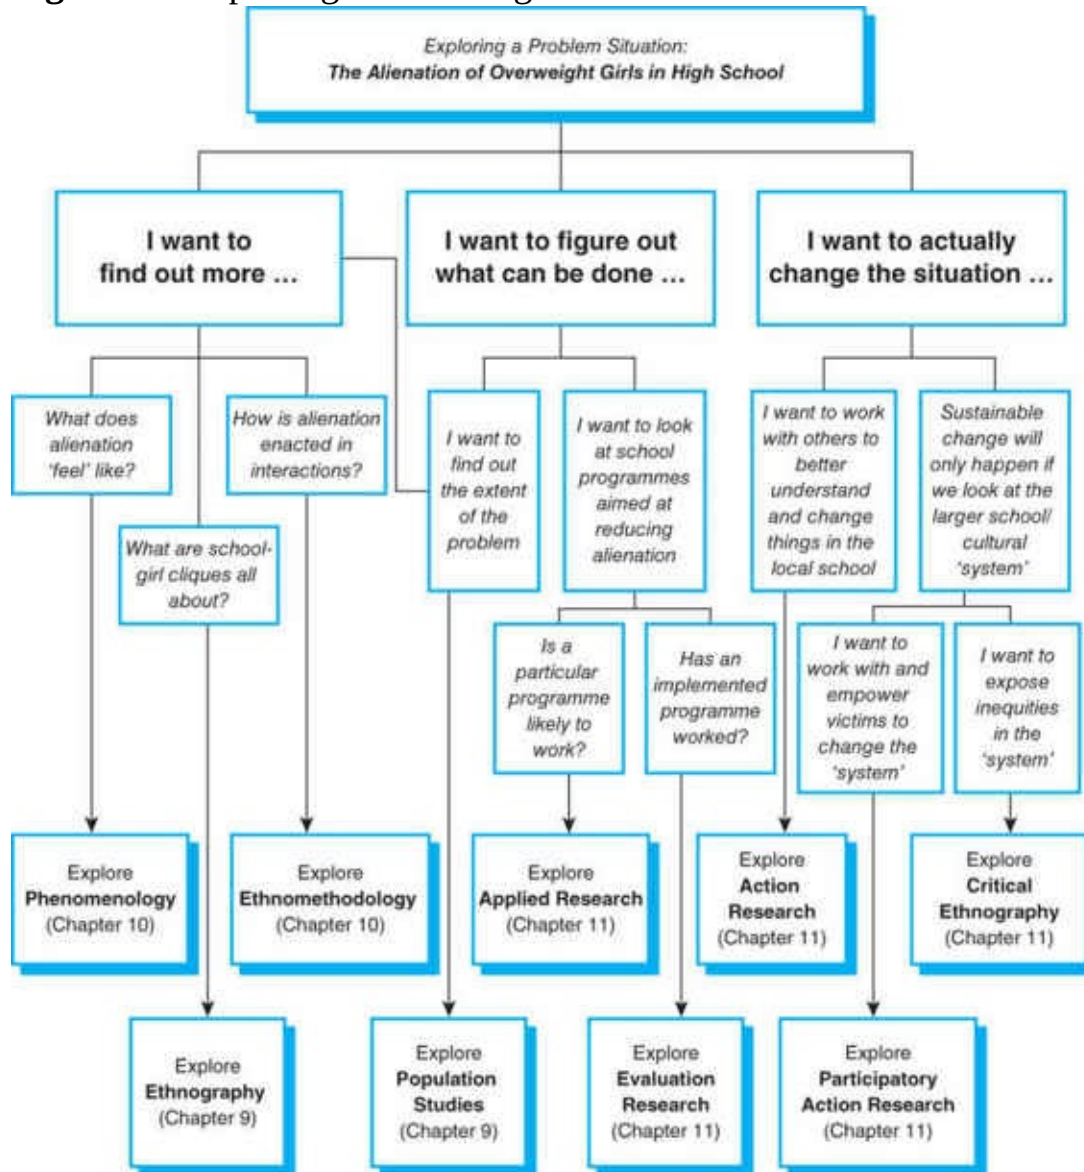 Exploring a Problem Situation:
The Alienation of Overweight Girls in High School
I want to
find out more ...
I want to figure out
what can be done ...
I want to actually
change the situation ...
What does
alienation
‘feel’ like?
How is alienation
enacted in
interactions?
What are school-
girl cliques all
about?
I want to
find out
the extent
of the
problem
I want to look
at school
programmes
aimed at
reducing
alienation
I want to work
with others to
better
understand
and change
things in the
local school
Sustainable
change will
only happen if
we look at the
larger school/
cultural
‘system’
Is a
particular
programme
likely to
work?
Has an
implemented
programme
worked?
I want to
work with and
empower
victims to
change the
‘system’
I want to
expose
inequities
in the
‘system’
Explore
Phenomenology
(Chapter 10)
Explore
Ethnomethodology
(Chapter 10)
Explore
Applied Research
(Chapter 11)
Explore
Action
Research
(Chapter 11)
Explore
Critical
Ethnography
(Chapter 11)
Explore
Ethnography
(Chapter 9)
Explore
Population
Studies
(Chapter 9)
Explore
Evaluation
Research
(Chapter 11)
Explore
Participatory
Action Research
(Chapter 11)